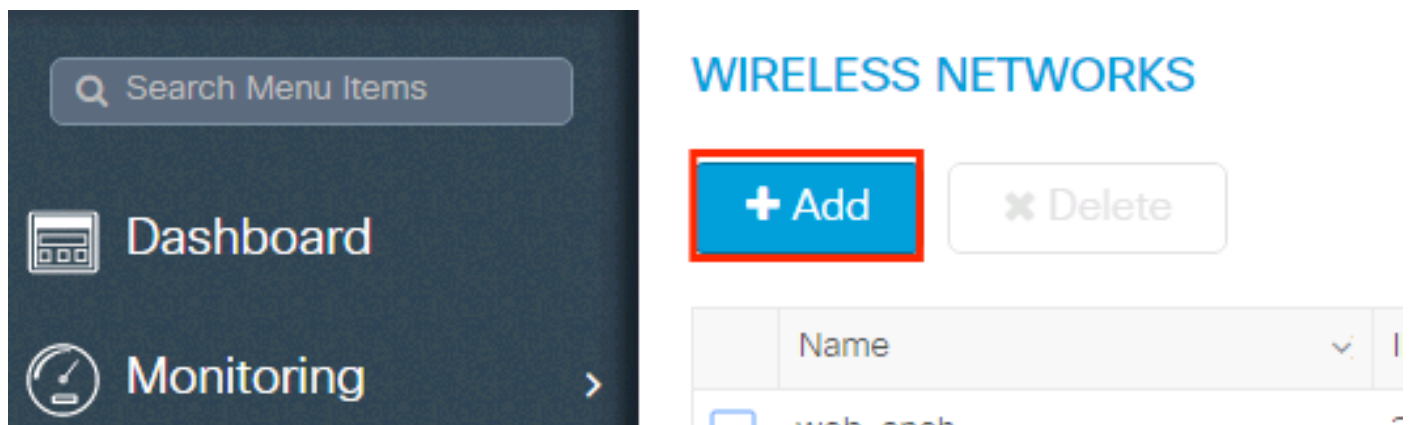 Search Menu Items
Dashboard
Monitoring
WIRELESS NETWORKS
Add
Delete
Name